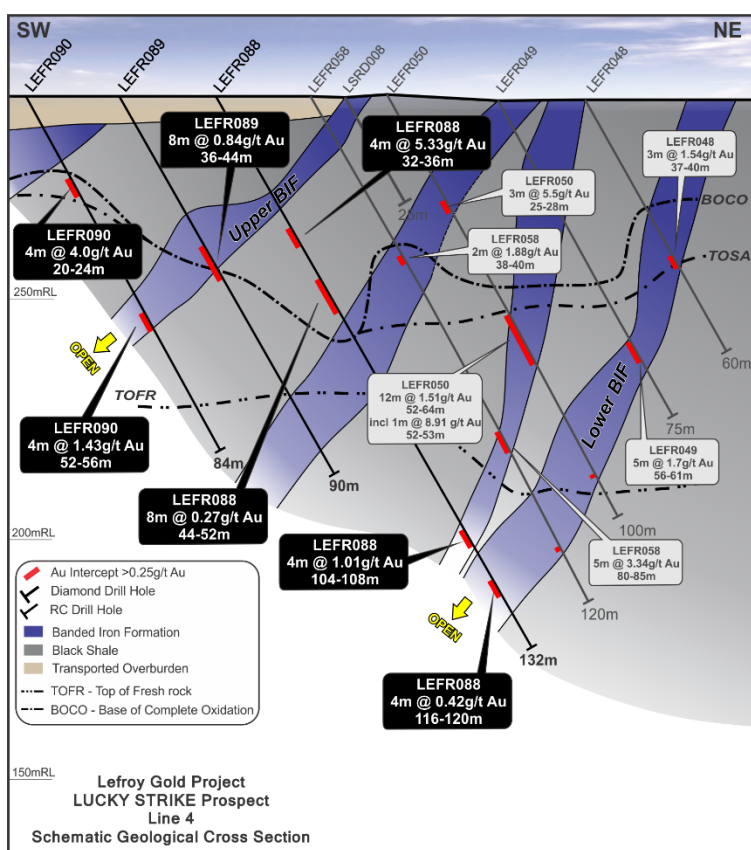 SW
NE
LEFR090
LEFR089
LEFR088
LEFR058
LSRD008
LEFR050
LEFR049
LEFR048
LEFR089
8m @ 0.84g/t Au
36-44m
LEFR088
4m @ 5.33g/t Au
32-36m
LEFR048
3m @ 1.54g/t Au
37-40m
LEFR050
3m @ 5.5g/t Au
25-28m
Upper BIF
25m
BOCO
LEFR090
4m @ 4.0g/t Au
20-24m
LEFR058
2m @ 1.88g/t Au
38-40m
TOSA
250mRL
OPEN
60m
TOFR
LEFR050
12m @ 1.51g/t Au
52-64m
incl 1m @ 8.91 g/t Au
52-53m
Lower BIF
75m
LEFR090
4m @ 1.43g/t Au
52-56m
84m
90m
LEFR049
5m @ 1.7g/t Au
56-61m
LEFR088
8m @ 0.27g/t Au
44-52m
100m
200mRL
LEFR088
4m @ 1.01g/t Au
104-108m
LEFR058
5m @ 3.34g/t Au
80-85m
120m
OPEN
132m
LEFR088
4m @ 0.42g/t Au
116-120m
Au Intercept >0.25g/t Au
Diamond Drill Hole
RC Drill Hole
Banded Iron Formation
Black Shale
Transported Overburden
TOFR - Top of Fresh rock
BOCO - Base of Complete Oxidation
150mRL
Lefroy Gold Project
LUCKY STRIKE Prospect
Line 4
Schematic Geological Cross Section